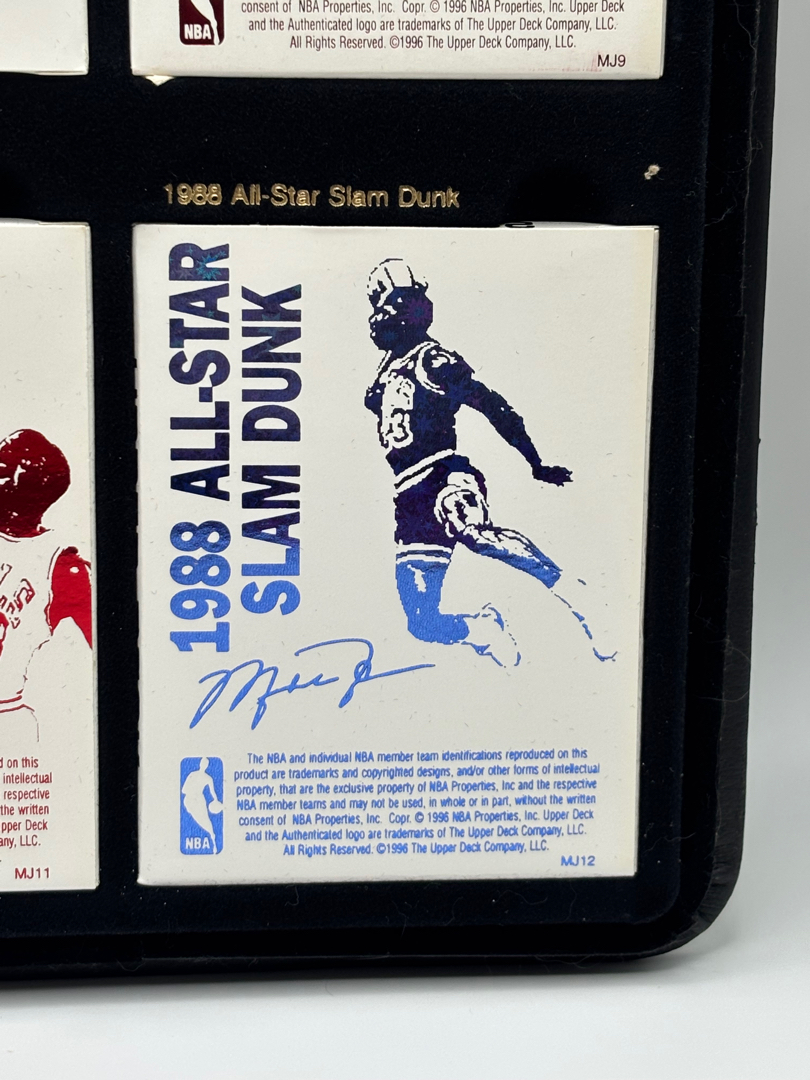 consent of NBA Properties, Inc. Copr. © 1996 NBA Properties, Inc. Upper Deck
and the Authenticated logo are trademarks of The Upper Deck Company, LLC.
All Rights Reserved. ©1996 The Upper Deck Company, LLC.
NBA
MJ9
1988 All-Star Slam Dunk
1988 ALL-STAR
SLAM DUNK
The NBA and individual NBA member team identifications reproduced on this
product are trademarks and copyrighted designs, and/or other forms of intellectual
property, that are the exclusive property of NBA Properties, Inc and the respective
NBA member teams and may not be used, in whole or in part, without the written
consent of NBA Properties, Inc. Copr. © 1996 NBA Properties, Inc. Upper Deck
and the Authenticated logo are trademarks of The Upper Deck Company, LLC.
All Rights Reserved. ©1996 The Upper Deck Company, LLC.
NBA
MJ12
d on this
intellectual
respective
the written
pper Deck
any, LLC.
MJ11